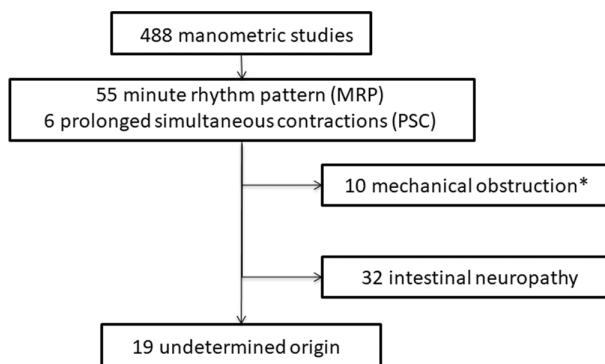 488 manometric studies
55 minute rhythm pattern (MRP)
6 prolonged simultaneous contractions (PSC)
10 mechanical obstruction*
32 intestinal neuropathy
19 undetermined origin